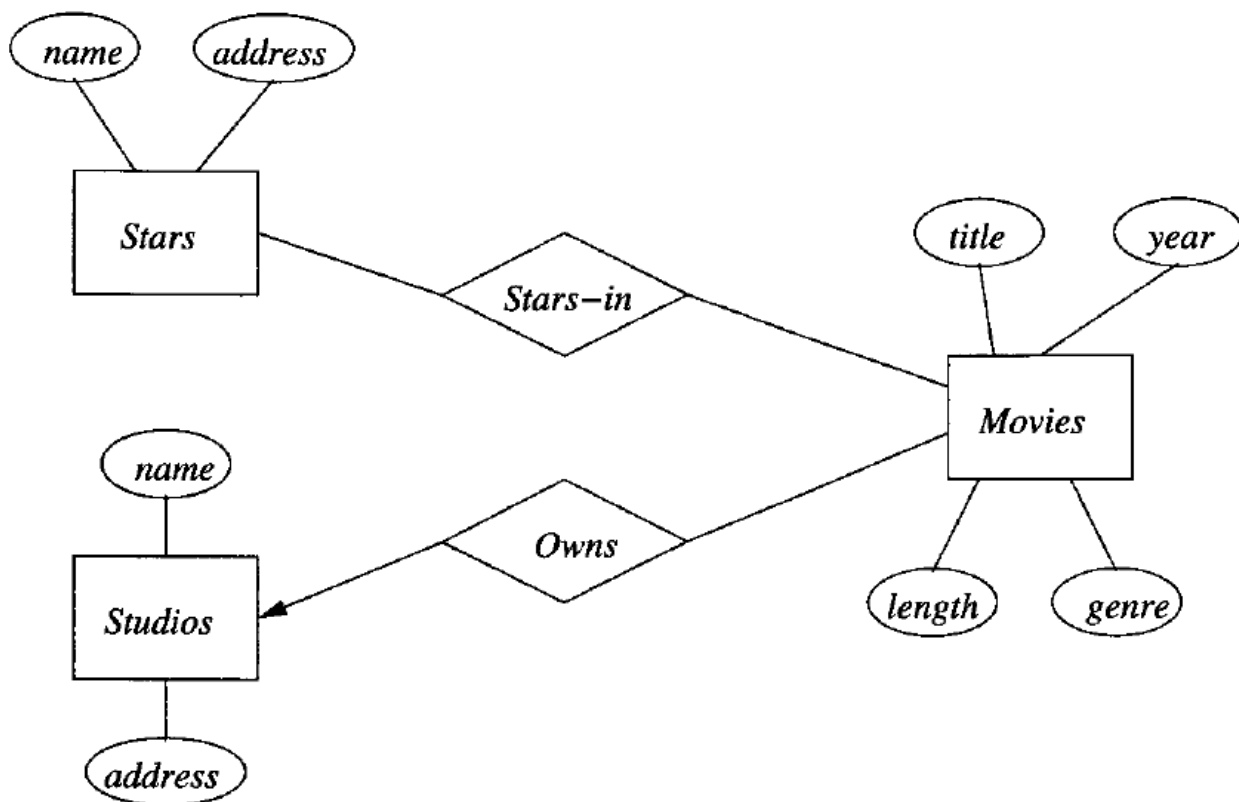 name
address
Stars
Stars-in
title
year
Movies
name
Owns
Studios
length
genre
address